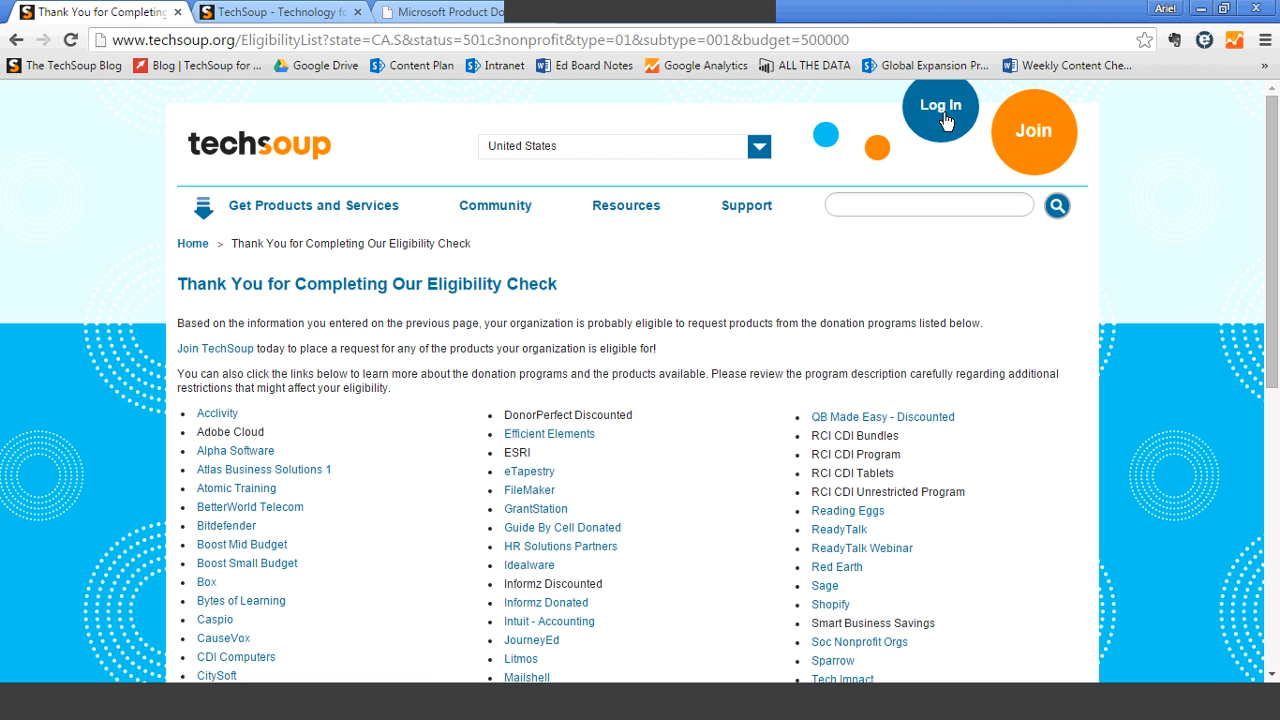 Thank You for Completing
TechSoup - Technology fo
Microsoft Product Do
Ariel
www.techsoup.org/EligibilityList?state=CA.S&status=501c3nonprofit&type=01&subtype=001&budget=500000
The TechSoup Blog
Blog | TechSoup for ...
Google Drive
Content Plan
Intranet
Ed Board Notes
Google Analytics
ALL THE DATA
Global Expansion Pr...
Weekly Content Che...
»
Log In
Join
techsoup
United States
Get Products and Services
Community
Resources
Support
Home > Thank You for Completing Our Eligibility Check
Thank You for Completing Our Eligibility Check
Based on the information you entered on the previous page, your organization is probably eligible to request products from the donation programs listed below.
Join TechSoup today to place a request for any of the products your organization is eligible for!
You can also click the links below to learn more about the donation programs and the products available. Please review the program description carefully regarding additional
restrictions that might affect your eligibility.
Acclivity
Adobe Cloud
Alpha Software
Atlas Business Solutions 1
Atomic Training
BetterWorld Telecom
Bitdefender
Boost Mid Budget
Boost Small Budget
Box
Bytes of Learning
Caspio
CauseVox
CDI Computers
CitySoft
DonorPerfect Discounted
Efficient Elements
ESRI
eTapestry
FileMaker
GrantStation
Guide By Cell Donated
HR Solutions Partners
Idealware
Informz Discounted
Informz Donated
Intuit - Accounting
JourneyEd
Litmos
Mailshell
QB Made Easy - Discounted
RCI CDI Bundles
RCI CDI Program
RCI CDI Tablets
RCI CDI Unrestricted Program
Reading Eggs
ReadyTalk
ReadyTalk Webinar
Red Earth
Sage
Shopify
Smart Business Savings
Soc Nonprofit Orgs
Sparrow
Tech Impact